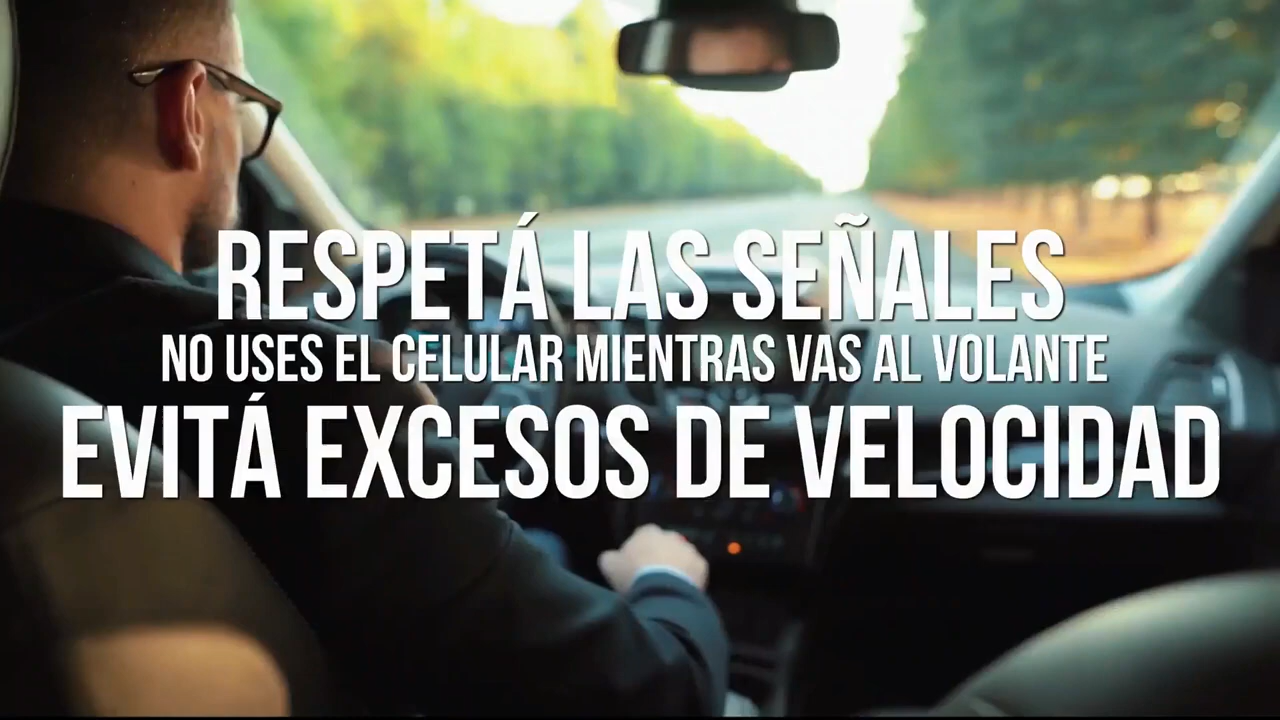 RESPETÁ LAS SEÑALES
NO USES EL CELULAR MIENTRAS VAS AL VOLANTE
EVITÁ EXCESOS DE VELOCIDAD